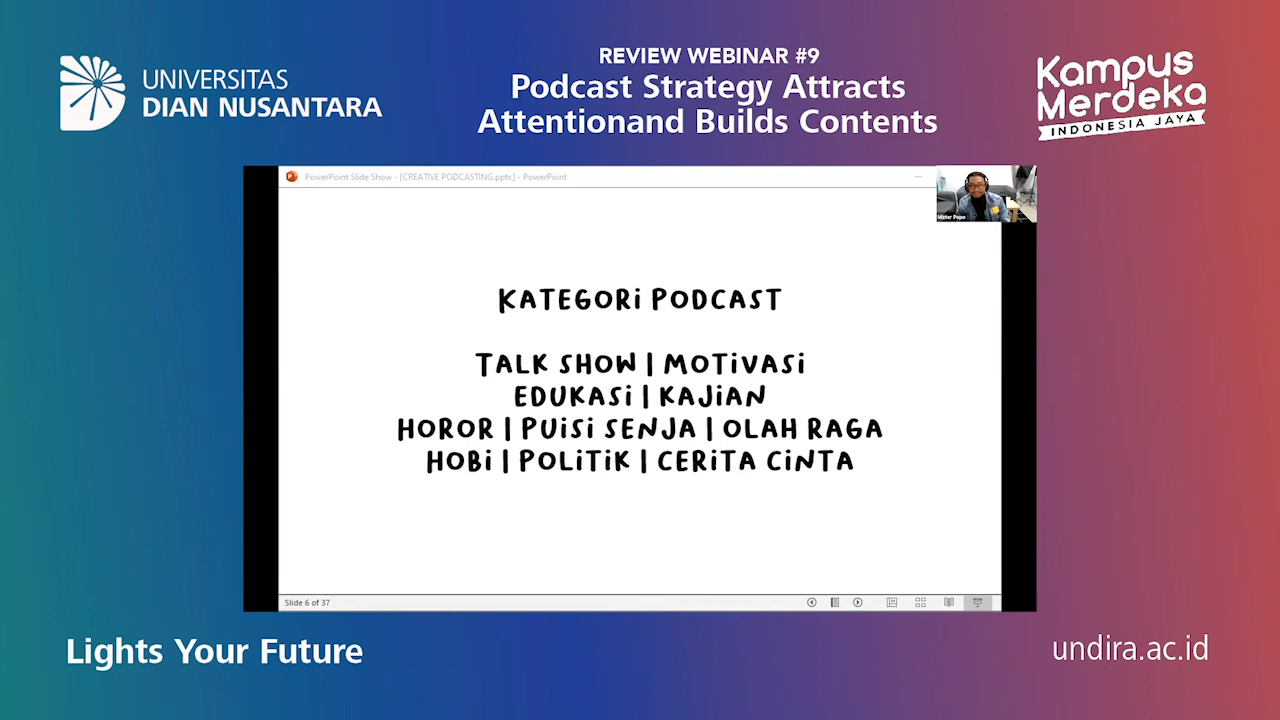 UNIVERSITAS
DIAN NUSANTARA
REVIEW WEBINAR #9
Podcast Strategy Attracts
Attentionand Builds Contents
Kampus
Merdeka
INDONESIA JAYA
PowerPoint Slide Show - [CREATIVE PODCASTING.pptx] - PowerPoint
Mizter Popo
KATEGORi PODCAST
TALK SHOW | MOTiVASi
EDUKASi | KAJiAN
HOROR | PUiSi SENJA | OLAH RAGA
HOBi | POLiTiK | CERiTA CiNTA
Slide 6 of 37
Lights Your Future
undira.ac.id